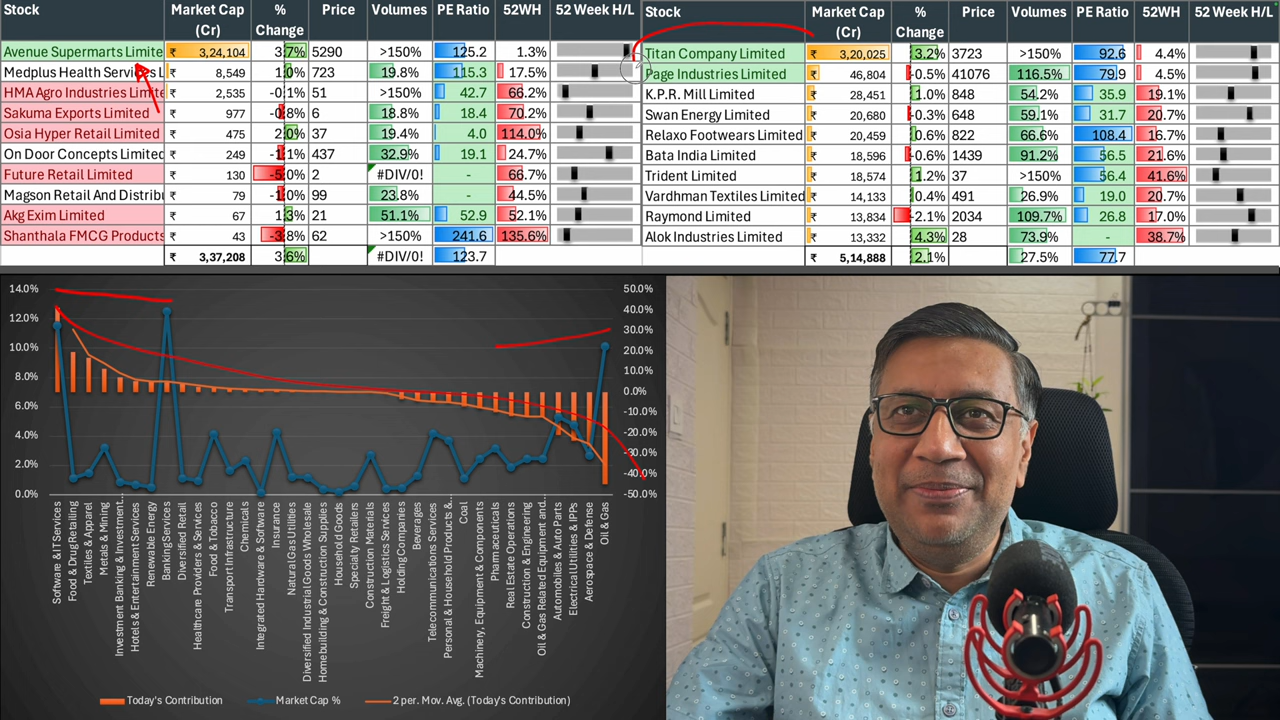 Stock Market Cap (Cr) % Change Price Volumes PE Ratio 52WH 52 Week H/L
Avenue Supermarts Limite ₹ 3,24,104 3.7% 5290 >150% 125.2 1.3%
Medplus Health Services L ₹ 8,549 1.0% 723 19.8% 115.3 17.5%
HMA Agro Industries Limite ₹ 2,535 -0.1% 51 >150% 42.7 66.2%
Sakuma Exports Limited ₹ 977 -0.8% 6 18.8% 18.4 70.2%
Osia Hyper Retail Limited ₹ 475 2.0% 37 19.4% 4.0 114.0%
On Door Concepts Limited ₹ 249 -1.1% 437 32.9% 19.1 24.7%
Future Retail Limited ₹ 130 -5.0% 2 #DIV/0! - 66.7%
Magson Retail And Distribu ₹ 79 -1.0% 99 23.8% - 44.5%
Akg Exim Limited ₹ 67 1.3% 21 51.1% 52.9 52.1%
Shanthala FMCG Products ₹ 43 -3.8% 62 >150% 241.6 135.6%
₹ 3,37,208 3.6% #DIV/0! 123.7
Stock Market Cap (Cr) % Change Price Volumes PE Ratio 52WH 52 Week H/L
Titan Company Limited ₹ 3,20,025 3.2% 3723 >150% 92.6 4.4%
Page Industries Limited ₹ 46,804 -0.5% 41076 116.5% 79.9 4.5%
K.P.R. Mill Limited ₹ 28,451 1.0% 848 54.2% 35.9 19.1%
Swan Energy Limited ₹ 20,680 -0.3% 648 59.1% 31.7 20.7%
Relaxo Footwears Limited ₹ 20,459 0.6% 822 66.6% 108.4 16.7%
Bata India Limited ₹ 18,596 -0.6% 1439 91.2% 56.5 21.6%
Trident Limited ₹ 18,574 1.2% 37 >150% 56.4 41.6%
Vardhman Textiles Limited ₹ 14,133 0.4% 491 26.9% 19.0 20.7%
Raymond Limited ₹ 13,834 -2.1% 2034 109.7% 26.8 17.0%
Alok Industries Limited ₹ 13,332 4.3% 28 73.9% - 38.7%
₹ 5,14,888 2.1% 27.5% 77.7
14.0%
12.0%
10.0%
8.0%
6.0%
4.0%
2.0%
0.0%
50.0%
40.0%
30.0%
20.0%
10.0%
0.0%
-10.0%
-20.0%
-30.0%
-40.0%
-50.0%
Software & IT Services
Food & Drug Retailing
Textiles & Apparel
Metals & Mining
Investment Banking & Investment...
Hotels & Entertainment Services
Renewable Energy
Banking Services
Diversified Retail
Healthcare Providers & Services
Food & Tobacco
Transport Infrastructure
Chemicals
Integrated Hardware & Software
Insurance
Natural Gas Utilities
Diversified Industrial Goods Wholesale
Homebuilding & Construction Supplies
Household Goods
Specialty Retailers
Construction Materials
Freight & Logistics Services
Holding Companies
Beverages
Telecommunications Services
Personal & Household Products &...
Coal
Machinery, Equipment & Components
Pharmaceuticals
Real Estate Operations
Construction & Engineering
Oil & Gas Related Equipment and...
Automobiles & Auto Parts
Electrical Utilities & IPPs
Aerospace & Defense
Oil & Gas
Today's Contribution
Market Cap %
2 per. Mov. Avg. (Today's Contribution)